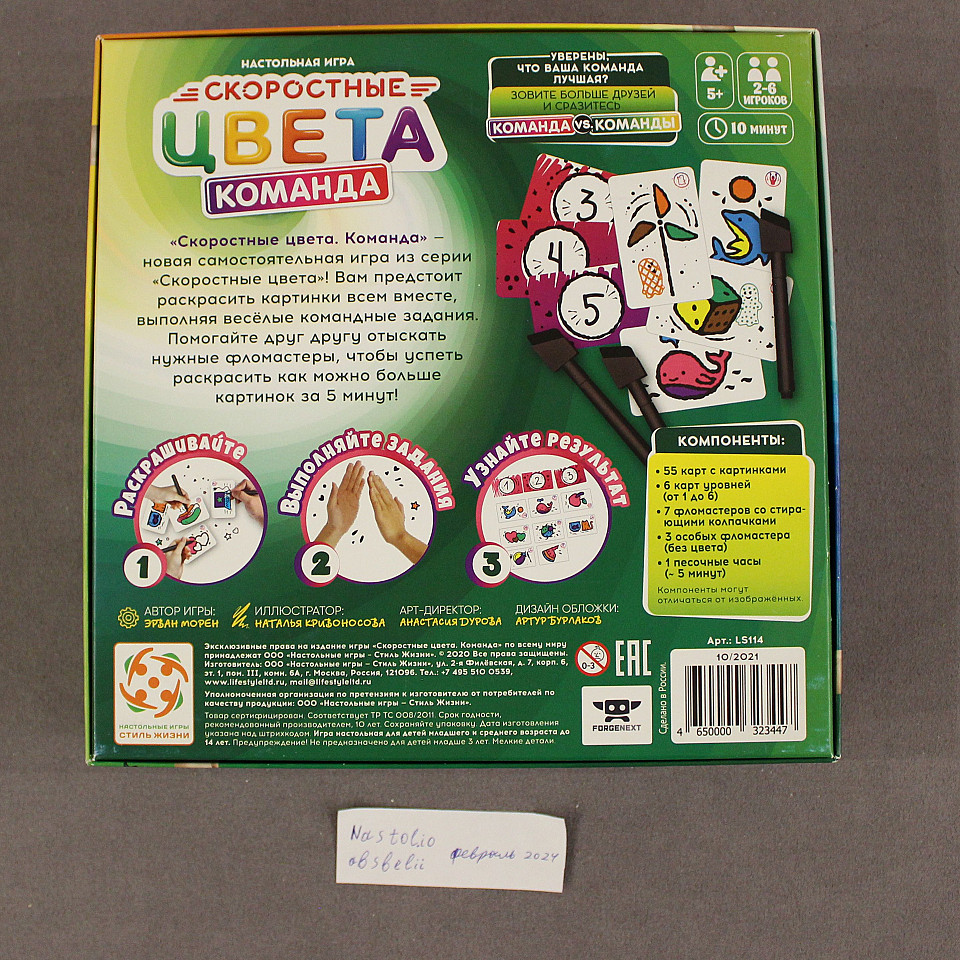 НАСТОЛЬНАЯ ИГРА
СКОРОСТНЫЕ
ЦВЕТА
КОМАНДА
УВЕРЕНЫ,
ЧТО ВАША КОМАНДА
ЛУЧШАЯ?
ЗОВИТЕ БОЛЬШЕ ДРУЗЕЙ
И СРАЗИТЕСЬ
КОМАНДА VS. КОМАНДЫ
5+
2-6
ИГРОКОВ
10 МИНУТ
«Скоростные цвета. Команда» –
новая самостоятельная игра из серии
«Скоростные цвета»! Вам предстоит
раскрасить картинки всем вместе,
выполняя весёлые командные задания.
Помогайте друг другу отыскать
нужные фломастеры, чтобы успеть
раскрасить как можно больше
картинок за 5 минут!
3
4
5
РАСКРАШИВАЙТЕ
1
ВЫПОЛНЯЙТЕ ЗАДАНИЯ
2
УЗНАЙТЕ РЕЗУЛЬТАТ
1 2 3
3
КОМПОНЕНТЫ:
• 55 карт с картинками
• 6 карт уровней
(от 1 до 6)
• 7 фломастеров со стира-
ющими колпачками
• 3 особых фломастера
(без цвета)
• 1 песочные часы
(~ 5 минут)
Компоненты могут
отличаться от изображённых.
АВТОР ИГРЫ:
ЭРВАН МОРЕН
ИЛЛЮСТРАТОР:
НАТАЛЬЯ КРИВОНОСОВА
АРТ-ДИРЕКТОР:
АНАСТАСИЯ ДУРОВА
ДИЗАЙН ОБЛОЖКИ:
АРТУР БУРЛАКОВ
НАСТОЛЬНЫЕ ИГРЫ
СТИЛЬ ЖИЗНИ
Эксклюзивные права на издание игры «Скоростные цвета. Команда» по всему миру
принадлежат ООО «Настольные игры – Стиль Жизни». © 2020 Все права защищены.
Изготовитель: ООО «Настольные игры – Стиль Жизни», ул. 2-я Филёвская, д. 7, корп. 6,
эт. 1, пом. III, комн. 6А, г. Москва, Россия, 121096. Тел.: +7 495 510 0539,
www.lifestyleltd.ru, mail@lifestyleltd.ru
Уполномоченная организация по претензиям к изготовителю от потребителей по
качеству продукции: ООО «Настольные игры – Стиль Жизни».
Товар сертифицирован. Соответствует ТР ТС 008/2011. Срок годности,
рекомендованный производителем, 10 лет. Сохраняйте упаковку. Дата изготовления
указана над штрихкодом. Игра настольная для детей младшего и среднего возраста до
14 лет. Предупреждение! Не предназначено для детей младше 3 лет. Мелкие детали.
0-3
EAC
FORGENEXT
Сделано в России.
Арт.: LS114
10/2021
4 650000 323447
Nastolio
obsbelii
февраль 2024